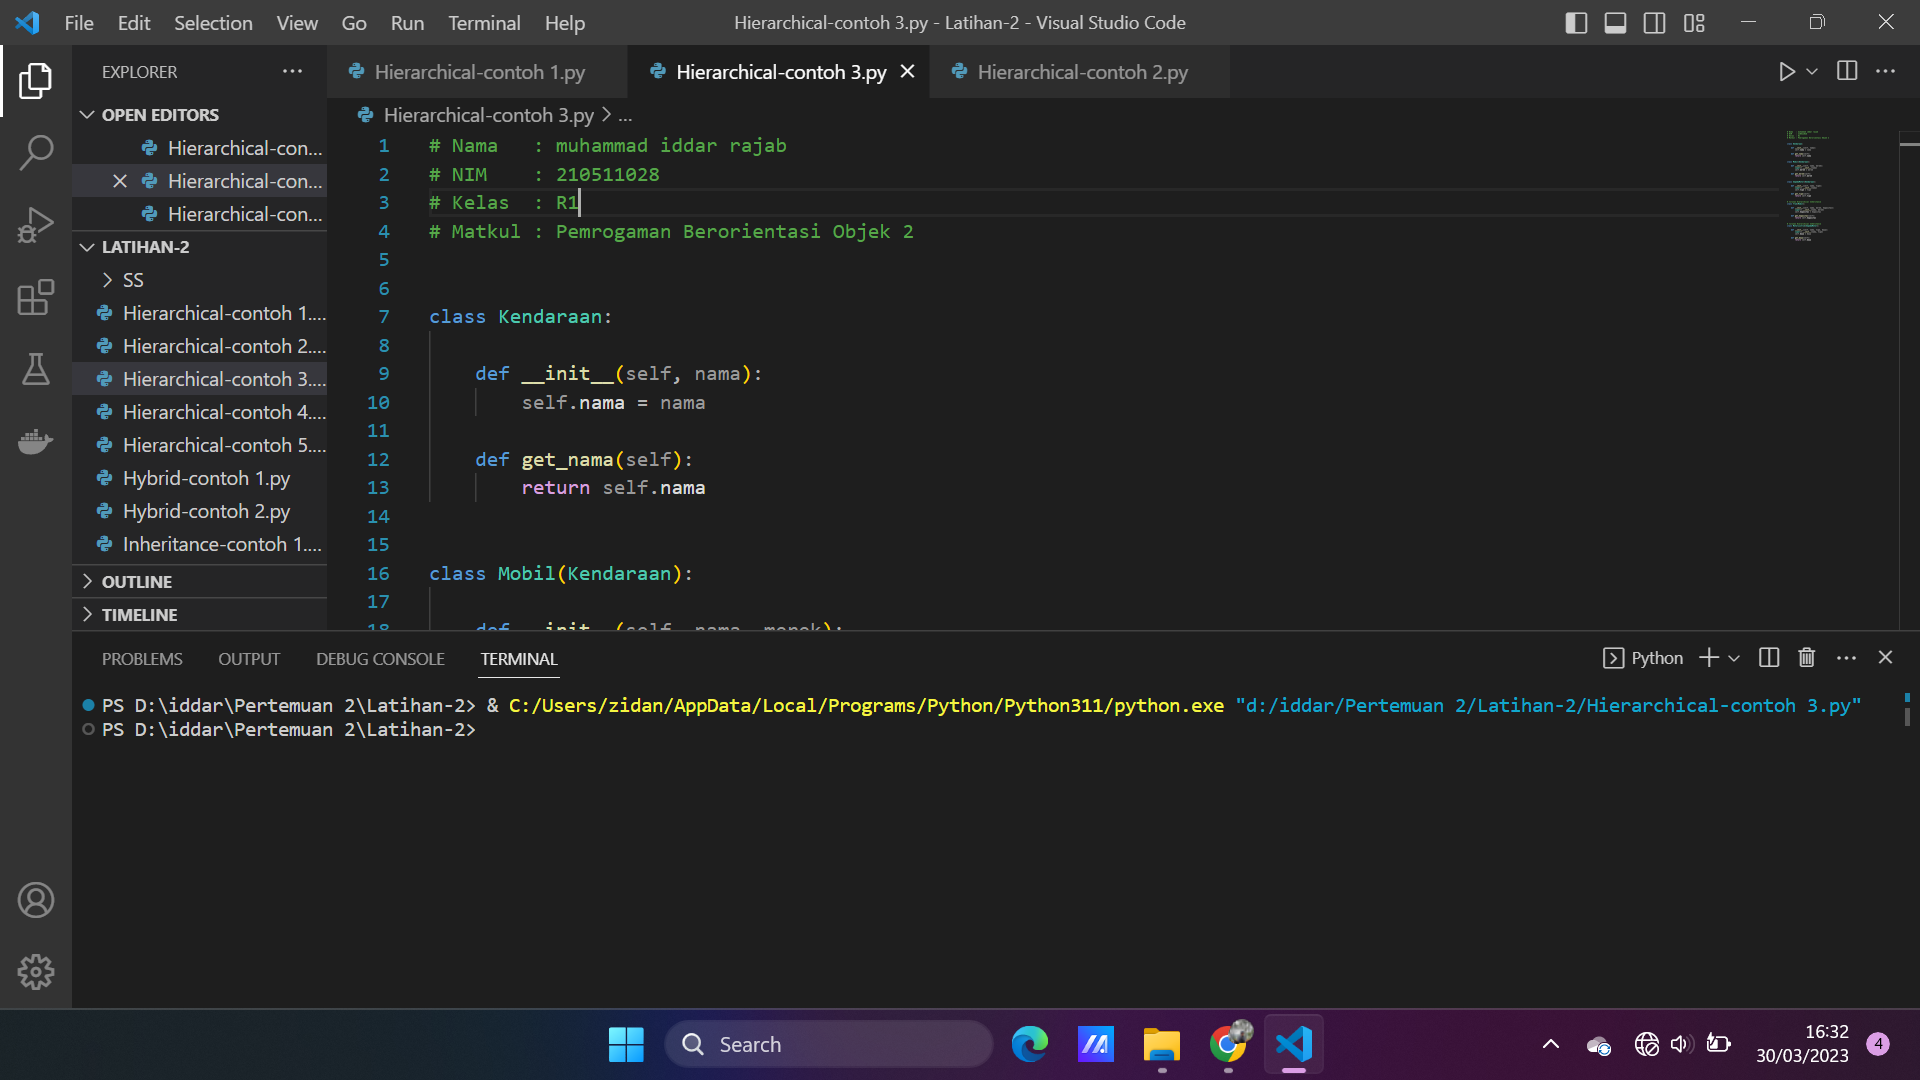 File Edit Selection View Go Run Terminal Help
Hierarchical-contoh 3.py - Latihan-2 - Visual Studio Code
EXPLORER
Hierarchical-contoh 1.py
Hierarchical-contoh 3.py
Hierarchical-contoh 2.py
OPEN EDITORS
Hierarchical-con...
Hierarchical-con...
Hierarchical-con...
LATIHAN-2
SS
Hierarchical-contoh 1....
Hierarchical-contoh 2....
Hierarchical-contoh 3....
Hierarchical-contoh 4....
Hierarchical-contoh 5....
Hybrid-contoh 1.py
Hybrid-contoh 2.py
Inheritance-contoh 1....
OUTLINE
TIMELINE
Hierarchical-contoh 3.py > ...
1 # Nama   : muhammad iddar rajab
2 # NIM    : 210511028
3 # Kelas  : R1
4 # Matkul : Pemrogaman Berorientasi Objek 2
5
6
7 class Kendaraan:
8
9     def __init__(self, nama):
10         self.nama = nama
11
12     def get_nama(self):
13         return self.nama
14
15
16 class Mobil(Kendaraan):
17
18     def __init__(self, nama, merek):
PROBLEMS OUTPUT DEBUG CONSOLE TERMINAL
Python
PS D:\iddar\Pertemuan 2\Latihan-2> & C:/Users/zidan/AppData/Local/Programs/Python/Python311/python.exe "d:/iddar/Pertemuan 2/Latihan-2/Hierarchical-contoh 3.py"
PS D:\iddar\Pertemuan 2\Latihan-2>
Search
16:32
30/03/2023
4